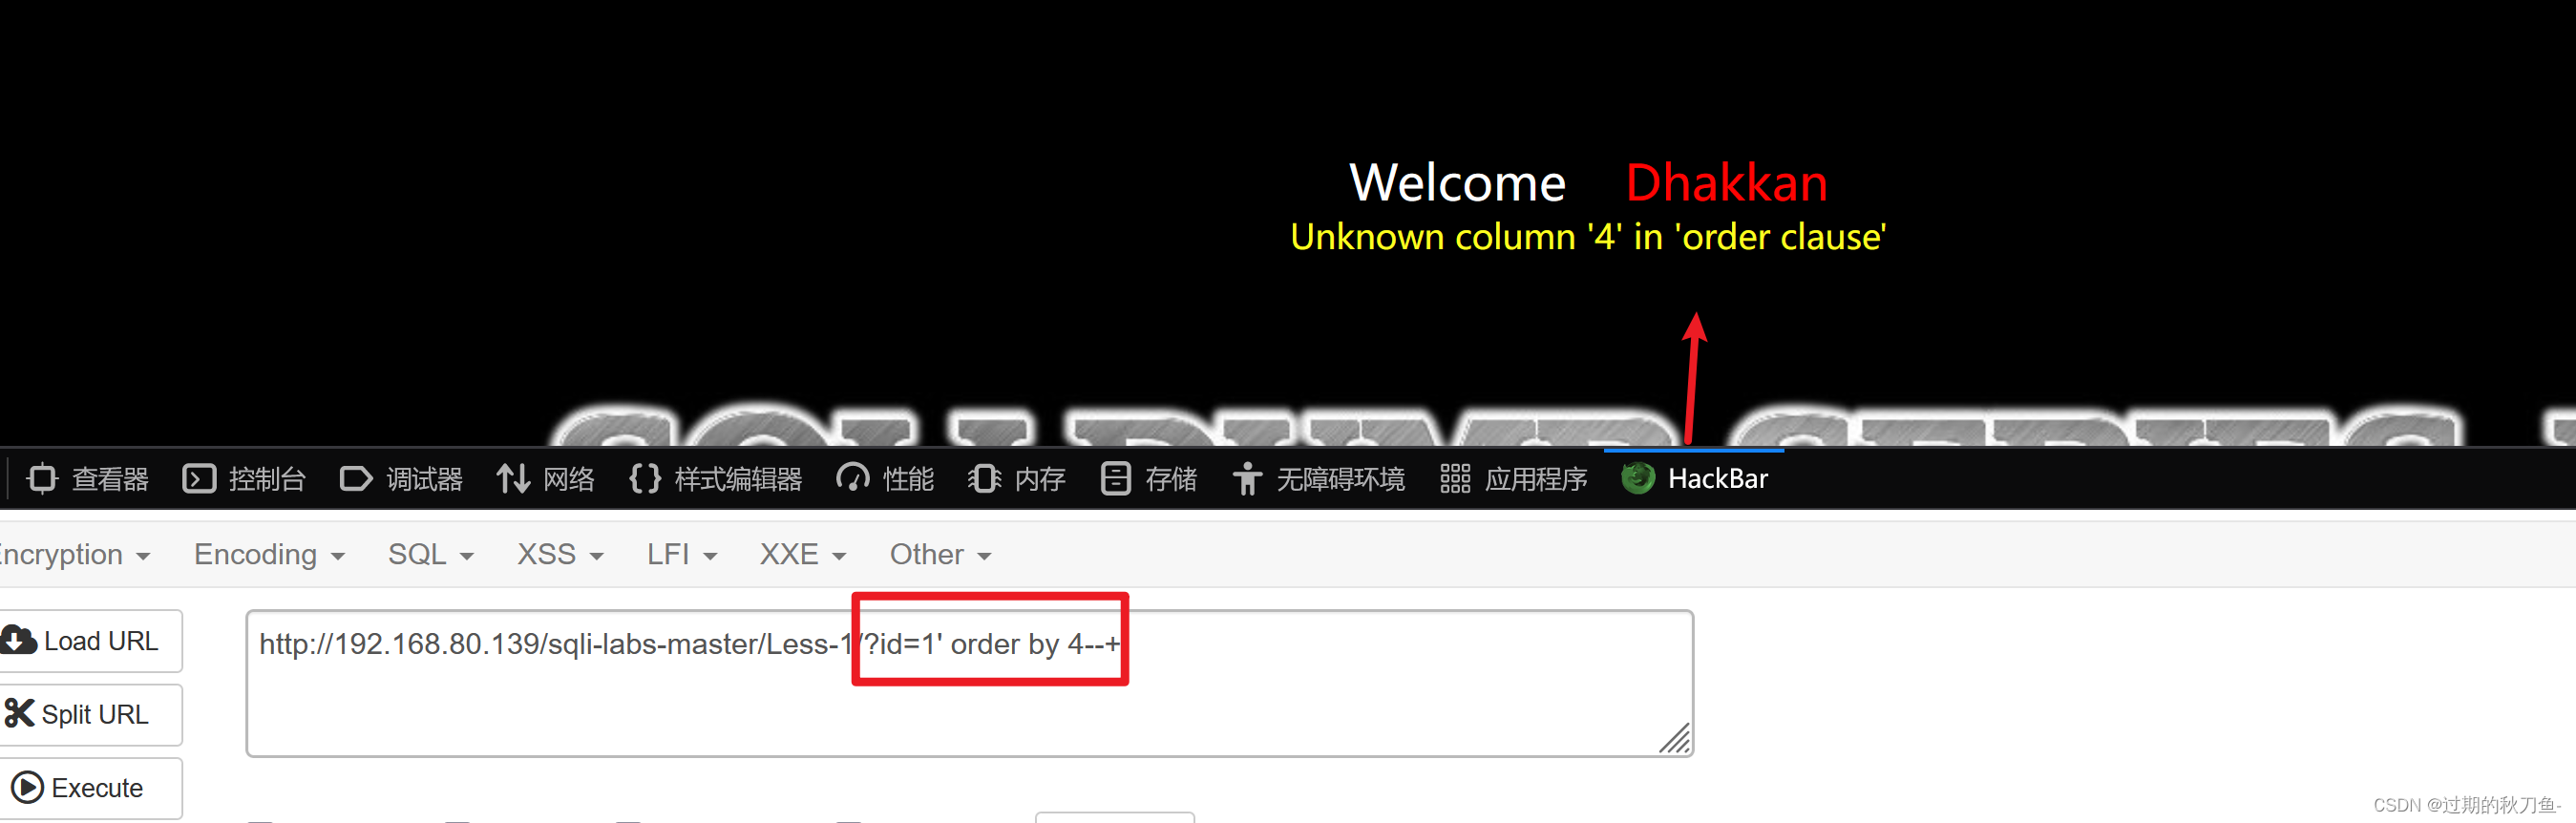 Welcome Dhakkan
Unknown column '4' in 'order clause'
查看器 控制台 调试器 网络 {} 样式编辑器 性能 内存 存储 无障碍环境 应用程序 HackBar
Encryption Encoding SQL XSS LFI XXE Other
Load URL
http://192.168.80.139/sqli-labs-master/Less-1/?id=1' order by 4--+
Split URL
Execute
CSDN @过期的秋刀鱼-